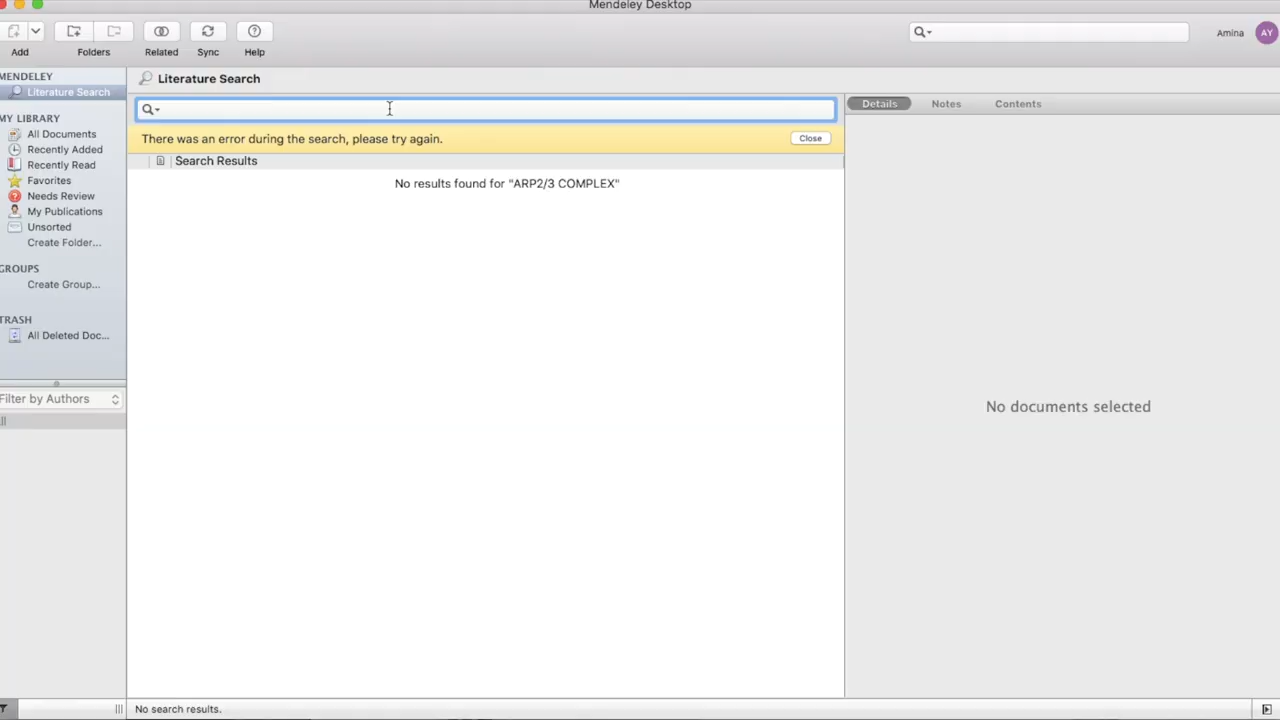 Mendeley Desktop
Add
Folders
Related
Sync
Help
Amina
AY
MENDELEY
Literature Search
MY LIBRARY
All Documents
Recently Added
Recently Read
Favorites
Needs Review
My Publications
Unsorted
Create Folder...
GROUPS
Create Group...
TRASH
All Deleted Doc...
Filter by Authors
Literature Search
There was an error during the search, please try again.
Close
Search Results
No results found for "ARP2/3 COMPLEX"
Details
Notes
Contents
No documents selected
No search results.